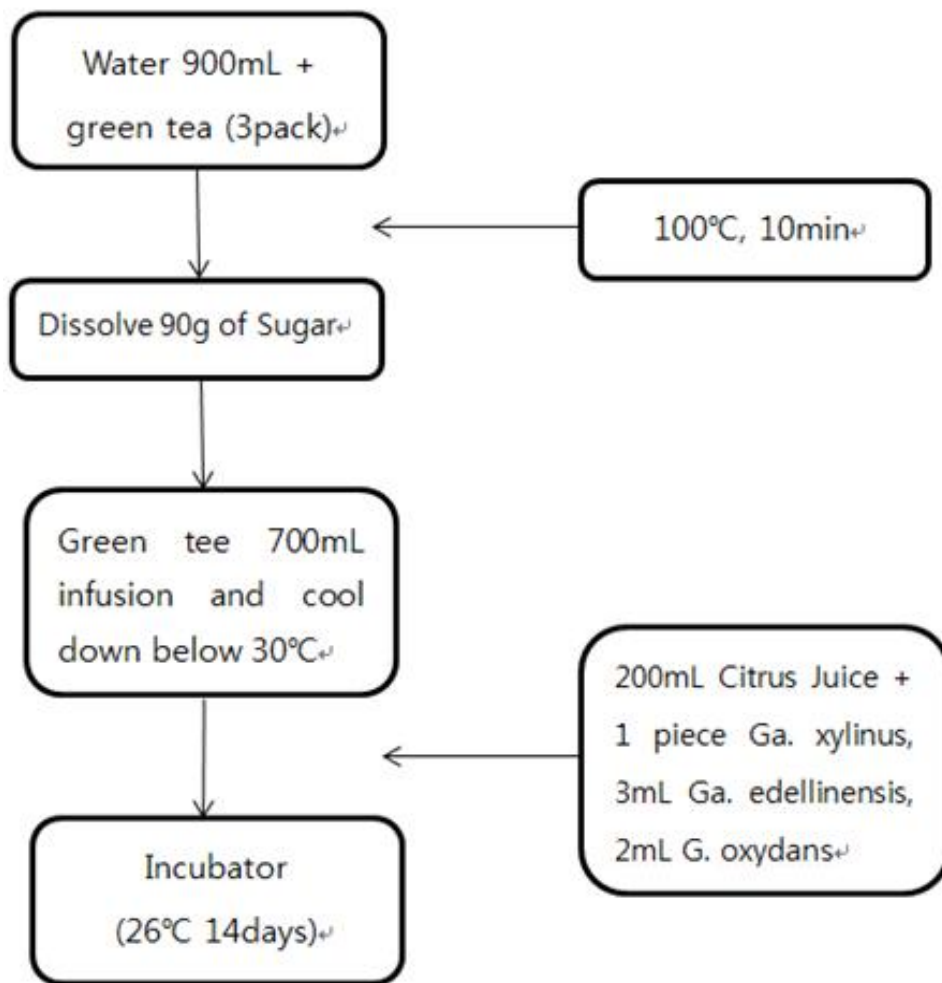 Water 900mL +
green tea (3pack)↵
100℃, 10min↵
Dissolve 90g of Sugar↵
Green tee 700mL
infusion and cool
down below 30℃↵
200mL Citrus Juice +
1 piece Ga. xylinus,
3mL Ga. edellinensis,
2mL G. oxydans↵
Incubator
(26℃ 14days)↵